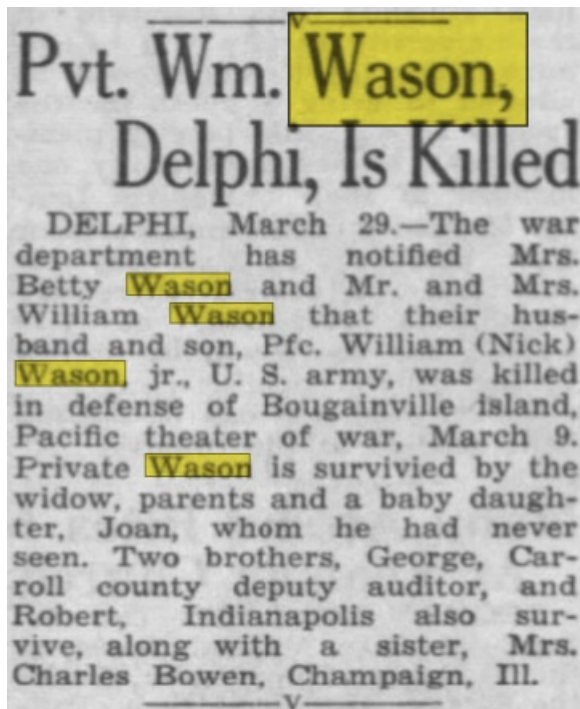 V
Pvt. Wm. Wason,
Delphi, Is Killed
DELPHI, March 29.—The war
department has notified Mrs.
Betty Wason and Mr. and Mrs.
William Wason that their hus-
band and son, Pfc. William (Nick)
Wason, jr., U. S. army, was killed
in defense of Bougainville island,
Pacific theater of war, March 9.
Private Wason is survivied by the
widow, parents and a baby daugh-
ter, Joan, whom he had never
seen. Two brothers, George, Car-
roll county deputy auditor, and
Robert, Indianapolis also sur-
vive, along with a sister, Mrs.
Charles Bowen, Champaign, Ill.
V